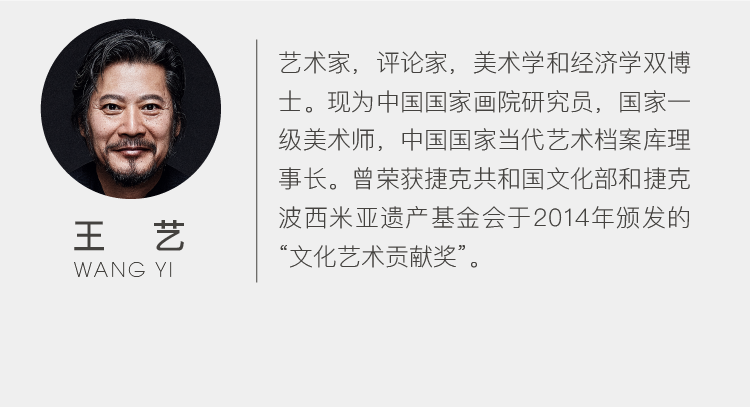 艺术家，评论家，美术学和经济学双博
士。现为中国国家画院研究员，国家一
级美术师，中国国家当代艺术档案库理
事长。曾荣获捷克共和国文化部和捷克
波西米亚遗产基金会于2014年颁发的
“文化艺术贡献奖”。
王 艺
WANG YI